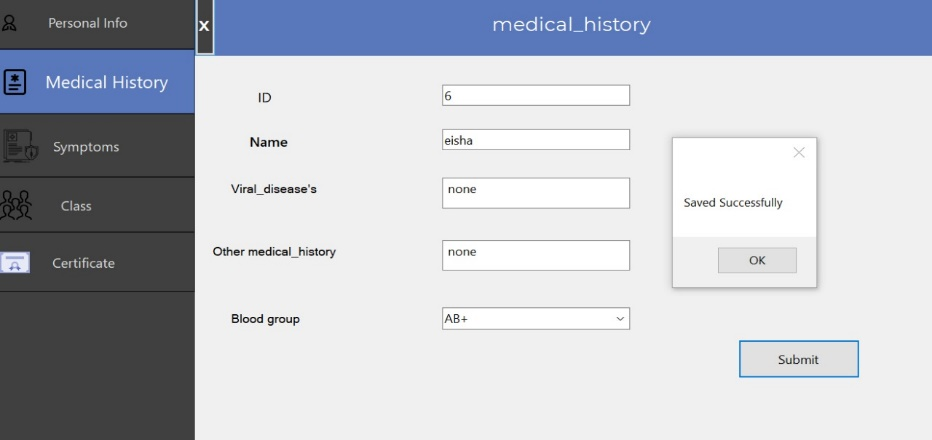 Personal Info
Medical History
Symptoms
Class
Certificate
x
medical_history
ID
6
Name
eisha
Viral_disease's
none
Other medical_history
none
Blood group
AB+
Saved Successfully
OK
Submit